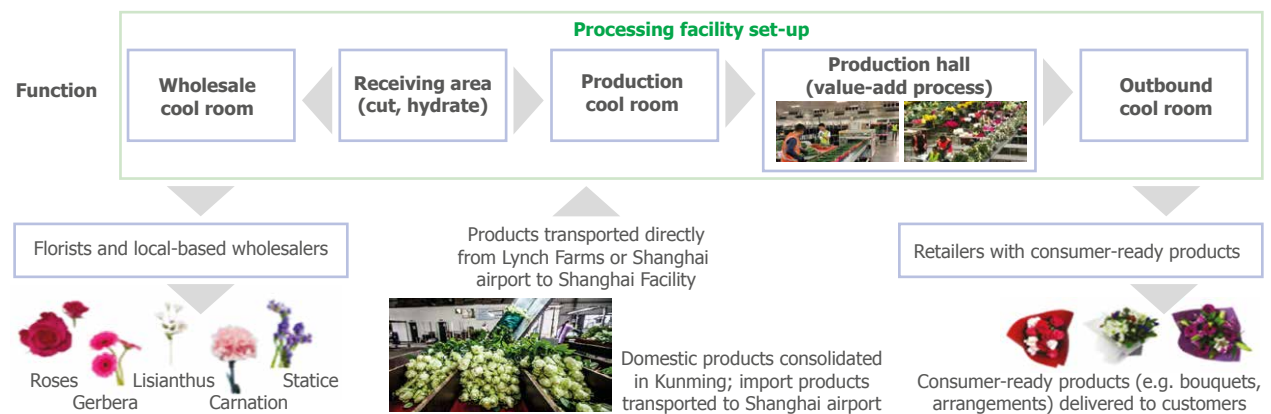 Processing facility set-up
Function
Wholesale
cool room
Receiving area
(cut, hydrate)
Production
cool room
Production hall
(value-add process)
Outbound
cool room
Florists and local-based wholesalers
Products transported directly
from Lynch Farms or Shanghai
airport to Shanghai Facility
Retailers with consumer-ready products
Roses
Lisianthus
Statice
Gerbera
Carnation
Domestic products consolidated
in Kunming; import products
transported to Shanghai airport
Consumer-ready products (e.g. bouquets,
arrangements) delivered to customers